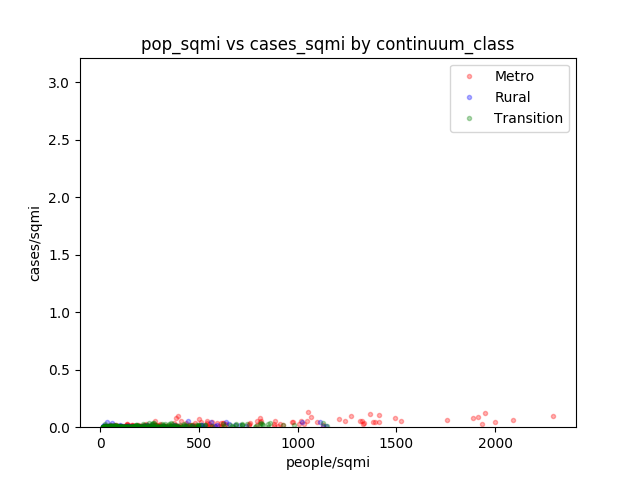 pop_sqmi vs cases_sqmi by continuum_class
Metro
Rural
Transition
3.0
2.5
2.0
1.5
1.0
0.5
0.0
cases/sqmi
0
500
1000
1500
2000
people/sqmi